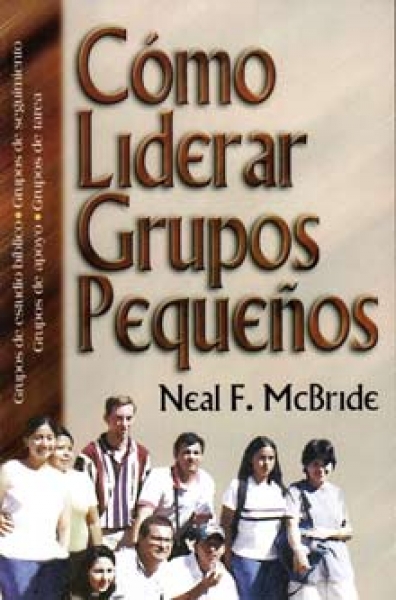 Cómo
Liderar
Grupos
Pequeños
Neal F. McBride
Grupos de estudio bíblico • Grupos de seguimiento
Grupos de apoyo • Grupos de tarea